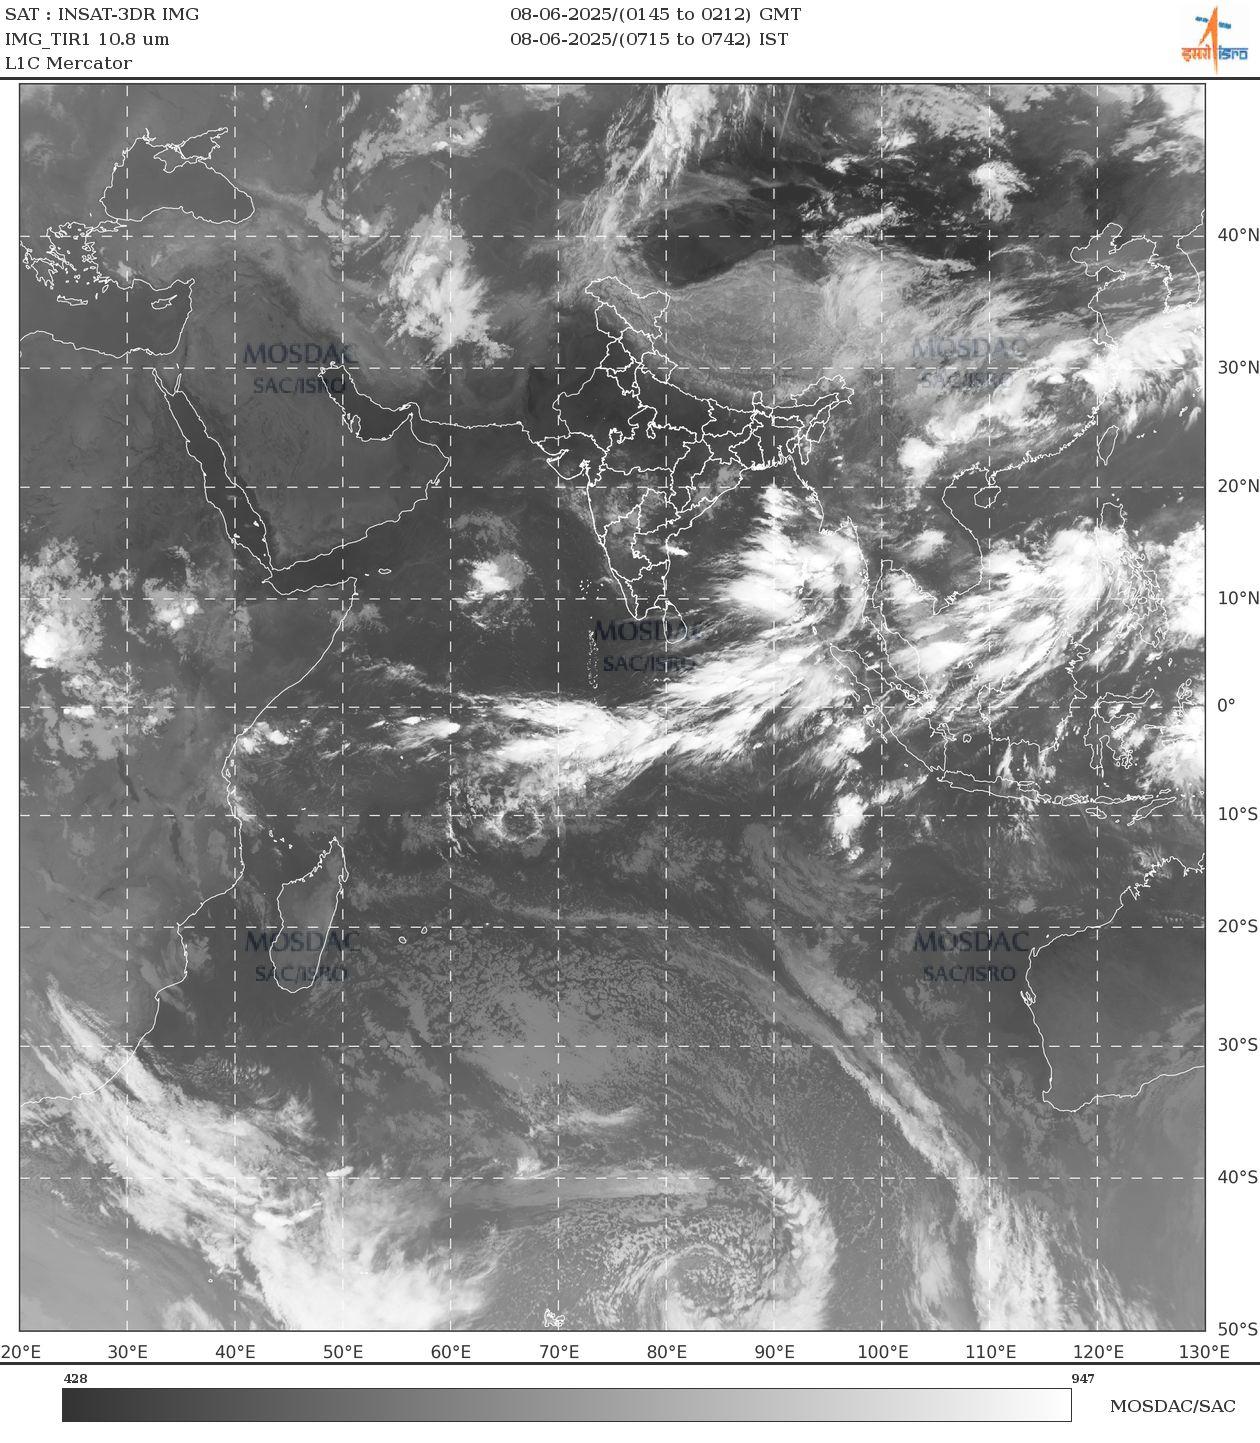 SAT : INSAT-3DR IMG
08-06-2025/(0145 to 0212) GMT
IMG_TIR1 10.8 um
08-06-2025/(0715 to 0742) IST
L1C Mercator
इसरो isro
40°N
MOSDAC
SAC/ISRO
MOSDAC
SAC/ISRO
30°N
20°N
10°N
MOSDAC
SAC/ISRO
0°
10°S
MOSDAC
SAC/ISRO
MOSDAC
SAC/ISRO
20°S
30°S
40°S
50°S
20°E 30°E 40°E 50°E 60°E 70°E 80°E 90°E 100°E 110°E 120°E 130°E
428
947
MOSDAC/SAC